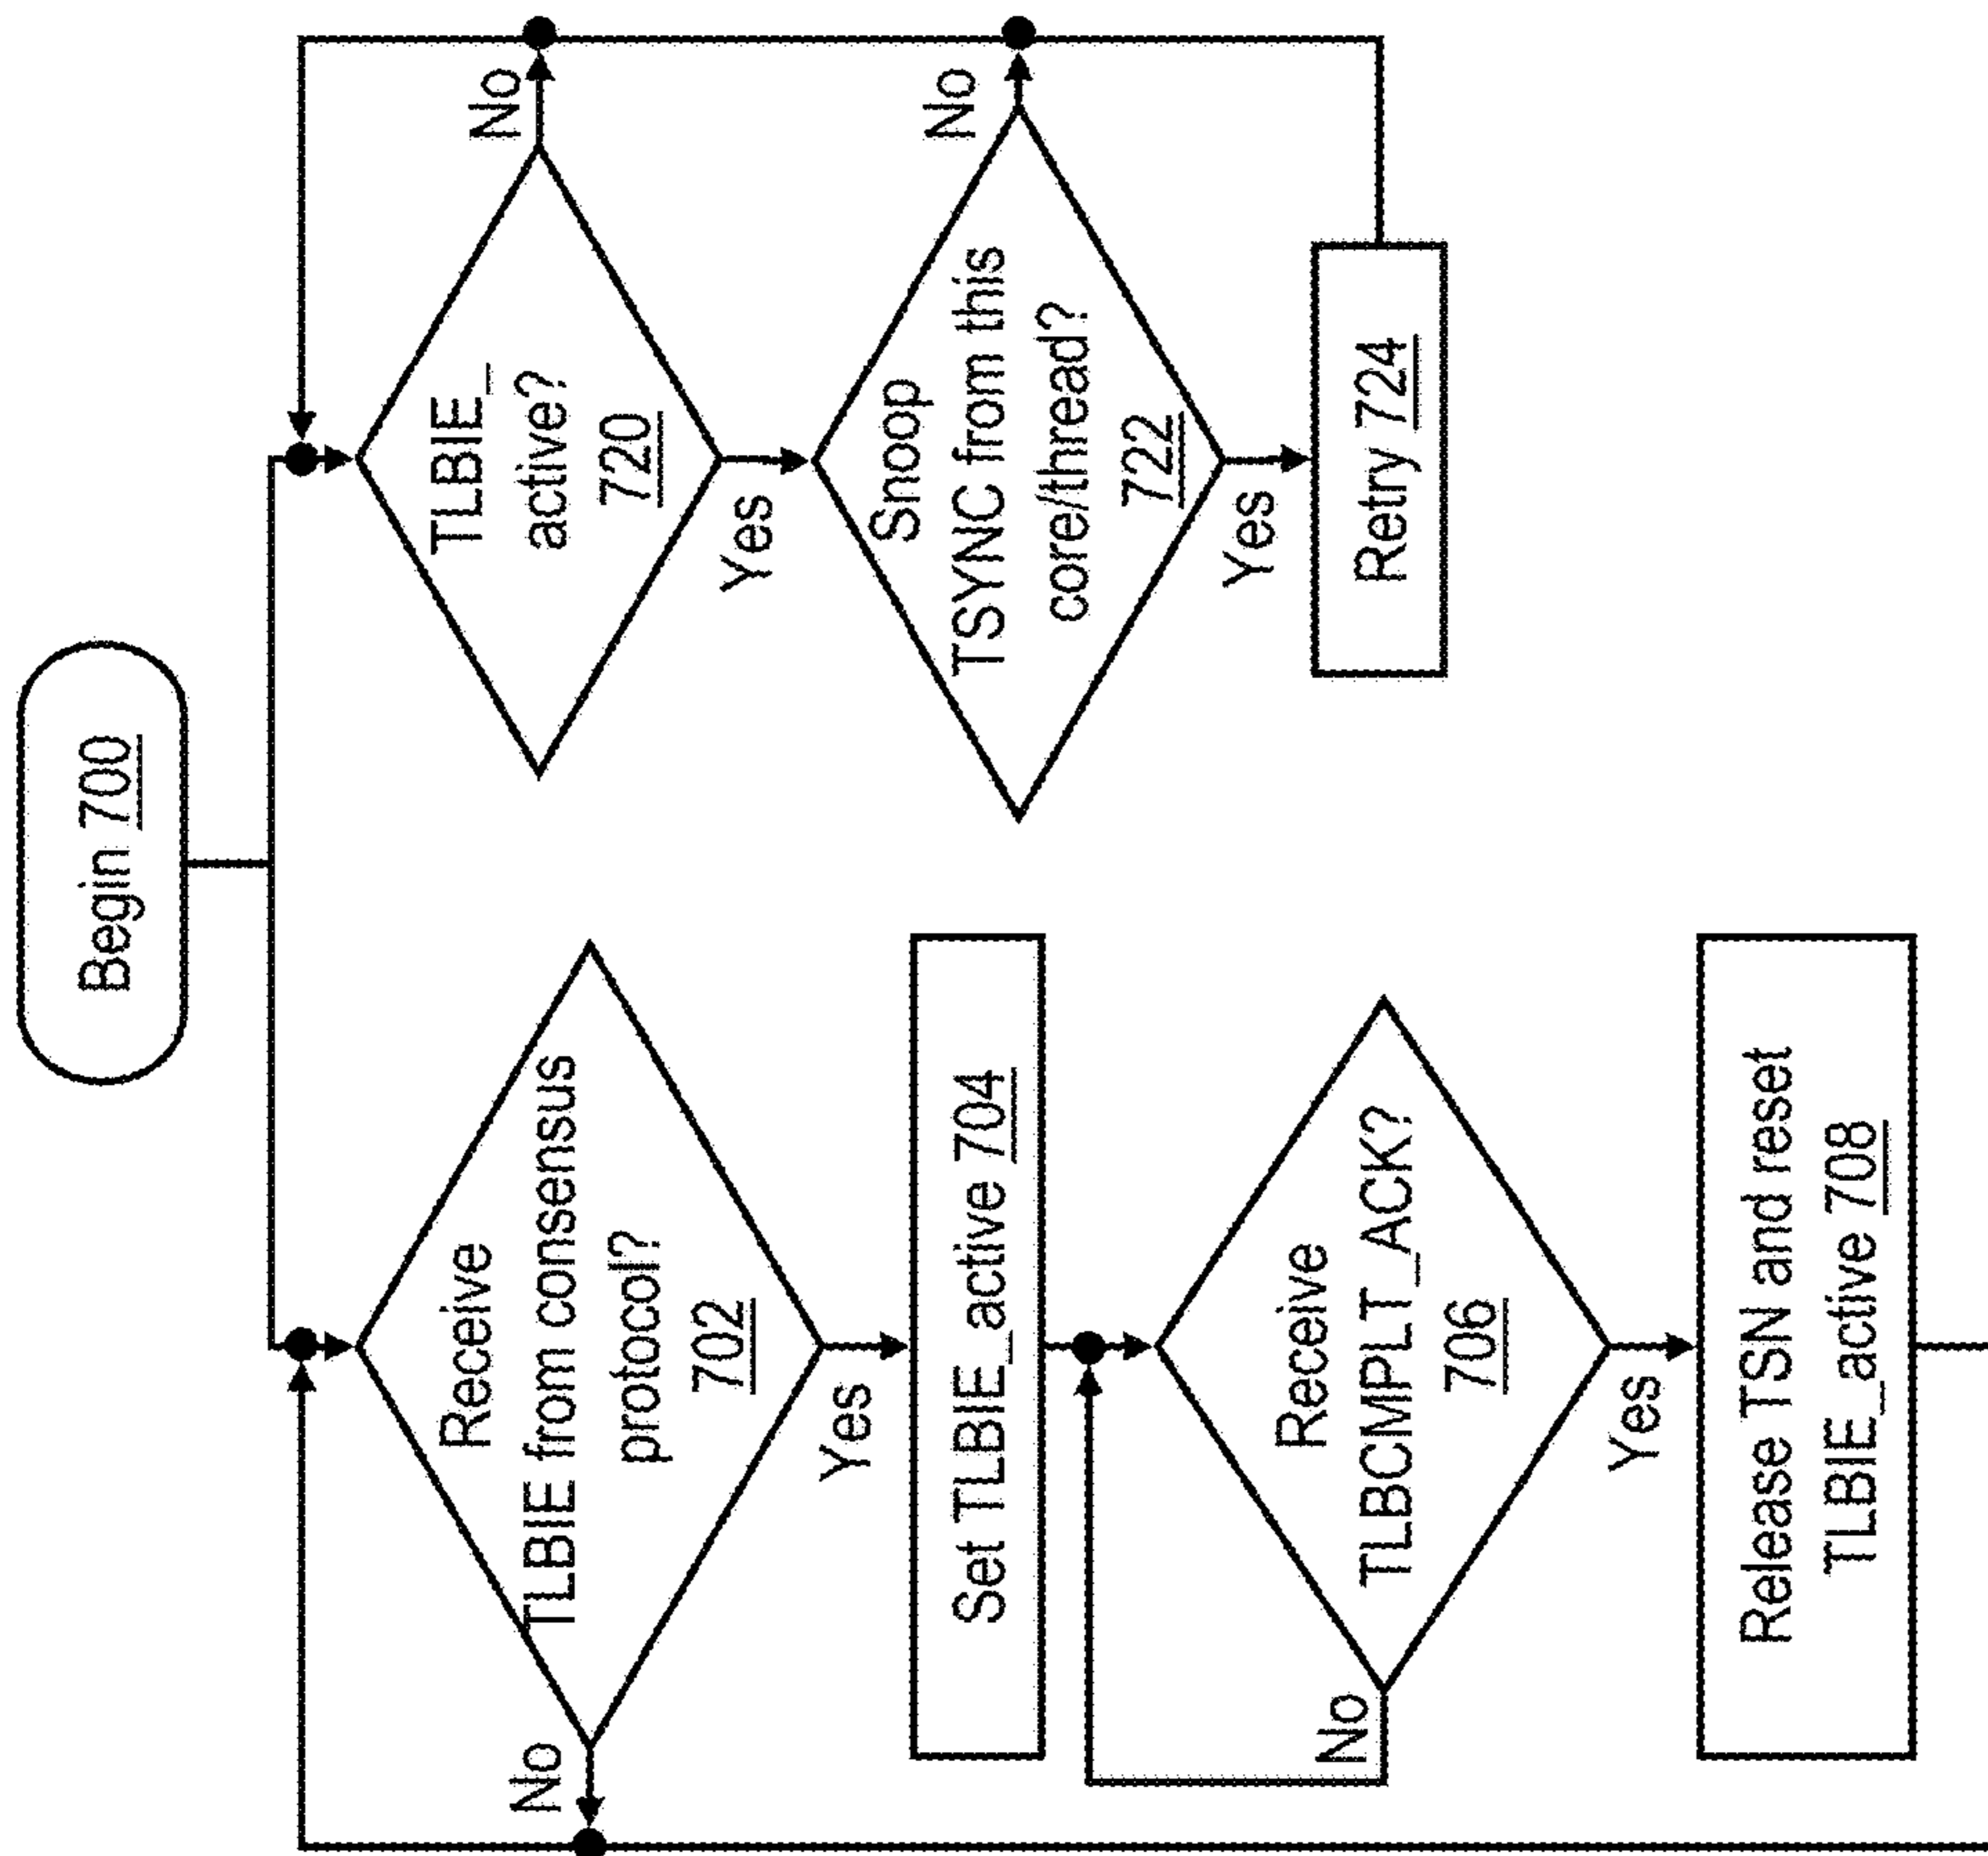 Begin 700
Receive
TLBIE from consensus
protocol?
702
No
Yes
Set TLBIE_active 704
Receive
TLBCMPLT_ACK?
706
No
Yes
Release TSN and reset
TLBIE_active 708
TLBIE_
active?
720
No
Yes
Snoop
TSYNC from this
core/thread?
722
No
Yes
Retry 724